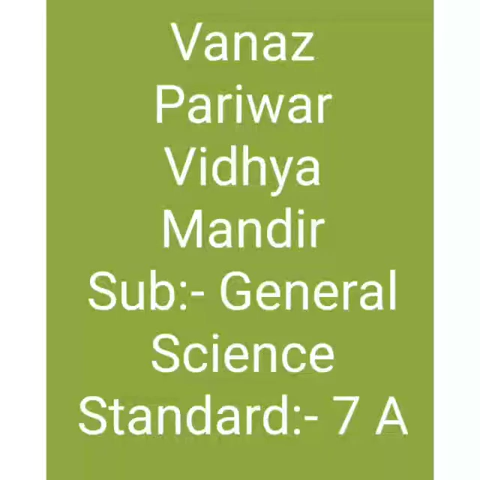 Vanaz
Pariwar
Vidhya
Mandir
Sub:- General
Science
Standard:- 7 A